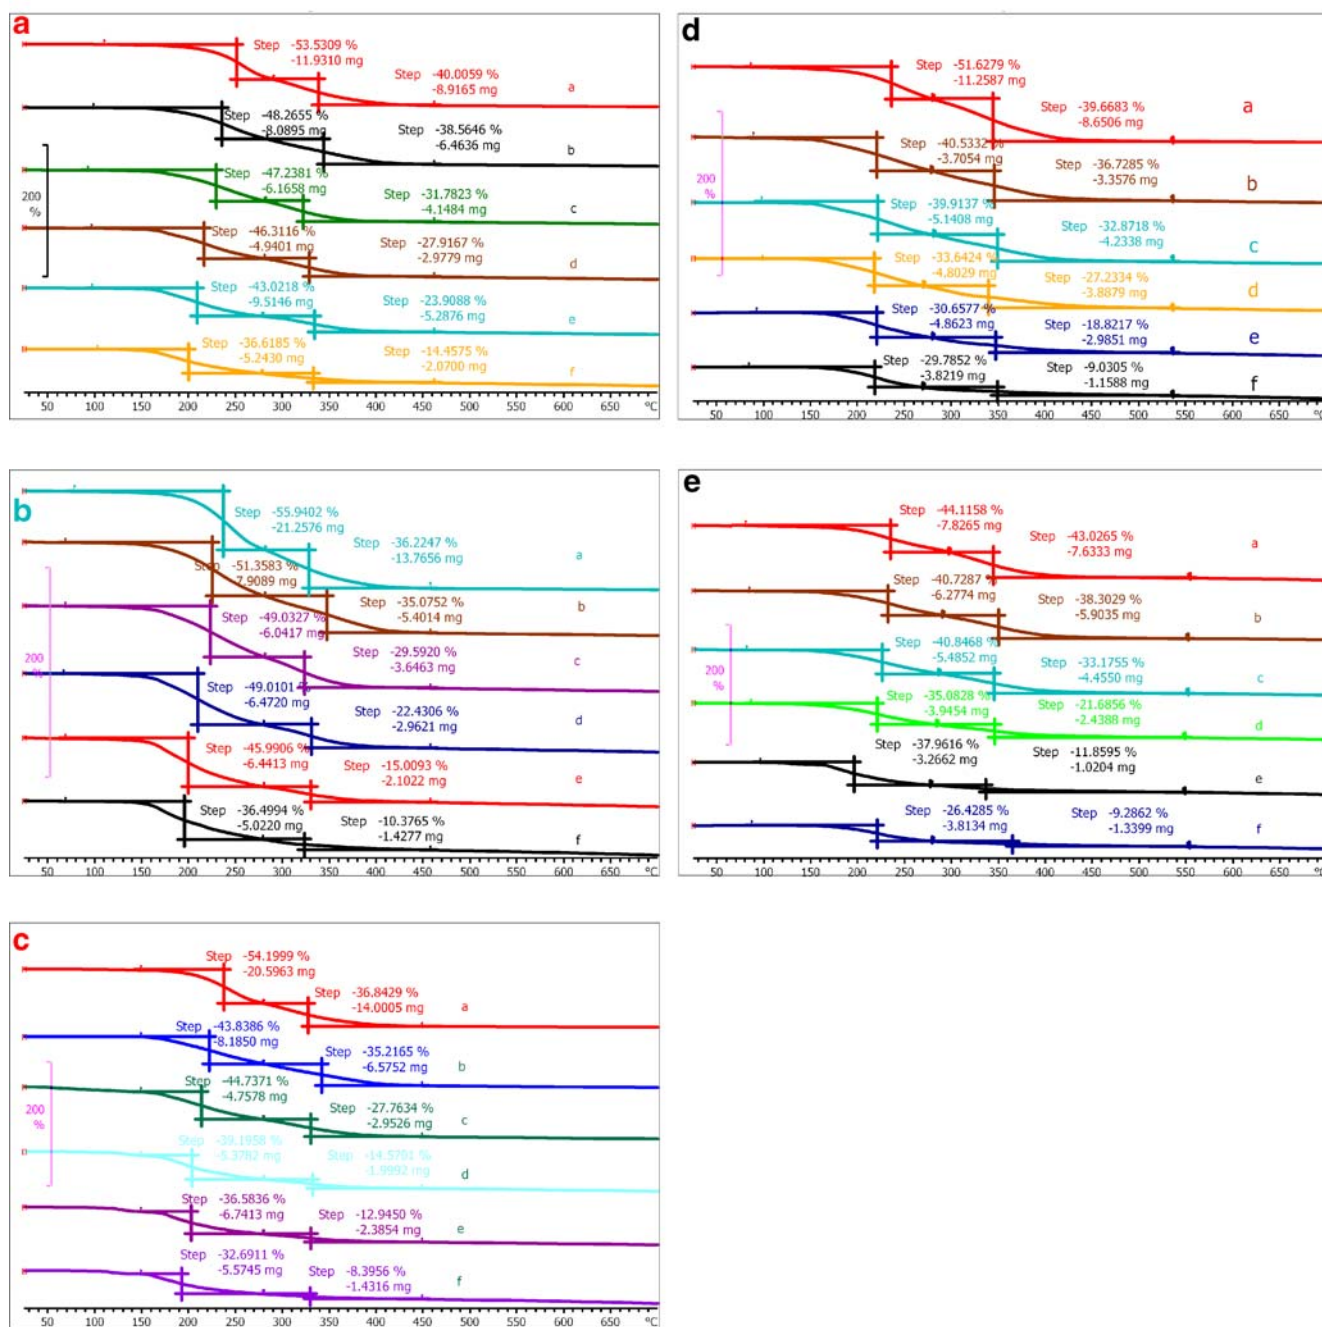 a
Step -53.5309 %
-11.9310 mg
Step -40.0059 %
-8.9165 mg
a
Step -48.2655 %
-8.0895 mg
Step -38.5646 %
-6.4636 mg
b
200
%
Step -47.2381 %
-6.1658 mg
Step -31.7823 %
-4.1484 mg
c
Step -46.3116 %
-4.9401 mg
Step -27.9167 %
-2.9779 mg
d
Step -43.0218 %
-9.5146 mg
Step -23.9088 %
-5.2876 mg
e
Step -36.6185 %
-5.2430 mg
Step -14.4575 %
-2.0700 mg
f
50 100 150 200 250 300 350 400 450 500 550 600 650 °C
d
Step -51.6279 %
-11.2587 mg
Step -39.6683 %
-8.6506 mg
a
Step -40.5332 %
-3.7054 mg
Step -36.7285 %
-3.3576 mg
b
200
%
Step -39.9137 %
-5.1408 mg
Step -32.8718 %
-4.2338 mg
c
Step -33.6424 %
-4.8029 mg
Step -27.2334 %
-3.8879 mg
d
Step -30.6577 %
-4.8623 mg
Step -18.8217 %
-2.9851 mg
e
Step -29.7852 %
-3.8219 mg
Step -9.0305 %
-1.1588 mg
f
50 100 150 200 250 300 350 400 450 500 550 600 650 °C
b
Step -55.9402 %
-21.2576 mg
Step -36.2247 %
-13.7656 mg
a
Step -51.3583 %
-7.9089 mg
Step -35.0752 %
-5.4014 mg
b
Step -49.0327 %
-6.0417 mg
Step -29.5920 %
-3.6463 mg
c
200
%
Step -49.0101 %
-6.4720 mg
Step -22.4306 %
-2.9621 mg
d
Step -45.9906 %
-6.4413 mg
Step -15.0093 %
-2.1022 mg
e
Step -36.4994 %
-5.0220 mg
Step -10.3765 %
-1.4277 mg
f
50 100 150 200 250 300 350 400 450 500 550 600 650 °C
e
Step -44.1158 %
-7.8265 mg
Step -43.0265 %
-7.6333 mg
a
Step -40.7287 %
-6.2774 mg
Step -38.3029 %
-5.9035 mg
b
200
%
Step -40.8468 %
-5.4852 mg
Step -33.1755 %
-4.4550 mg
c
Step -35.0828 %
-3.9454 mg
Step -21.6856 %
-2.4388 mg
d
Step -37.9616 %
-3.2662 mg
Step -11.8595 %
-1.0204 mg
e
Step -26.4285 %
-3.8134 mg
Step -9.2862 %
-1.3399 mg
f
50 100 150 200 250 300 350 400 450 500 550 600 650 °C
c
Step -54.1999 %
-20.5963 mg
Step -36.8429 %
-14.0005 mg
a
Step -43.8386 %
-8.1850 mg
Step -35.2165 %
-6.5752 mg
b
Step -44.7371 %
-4.7578 mg
Step -27.7634 %
-2.9526 mg
c
200
%
Step -39.1958 %
-5.3782 mg
Step -14.5701 %
-1.9992 mg
d
Step -36.5836 %
-6.7413 mg
Step -12.9450 %
-2.3854 mg
e
Step -32.6911 %
-5.5745 mg
Step -8.3956 %
-1.4316 mg
f
50 100 150 200 250 300 350 400 450 500 550 600 650 °C